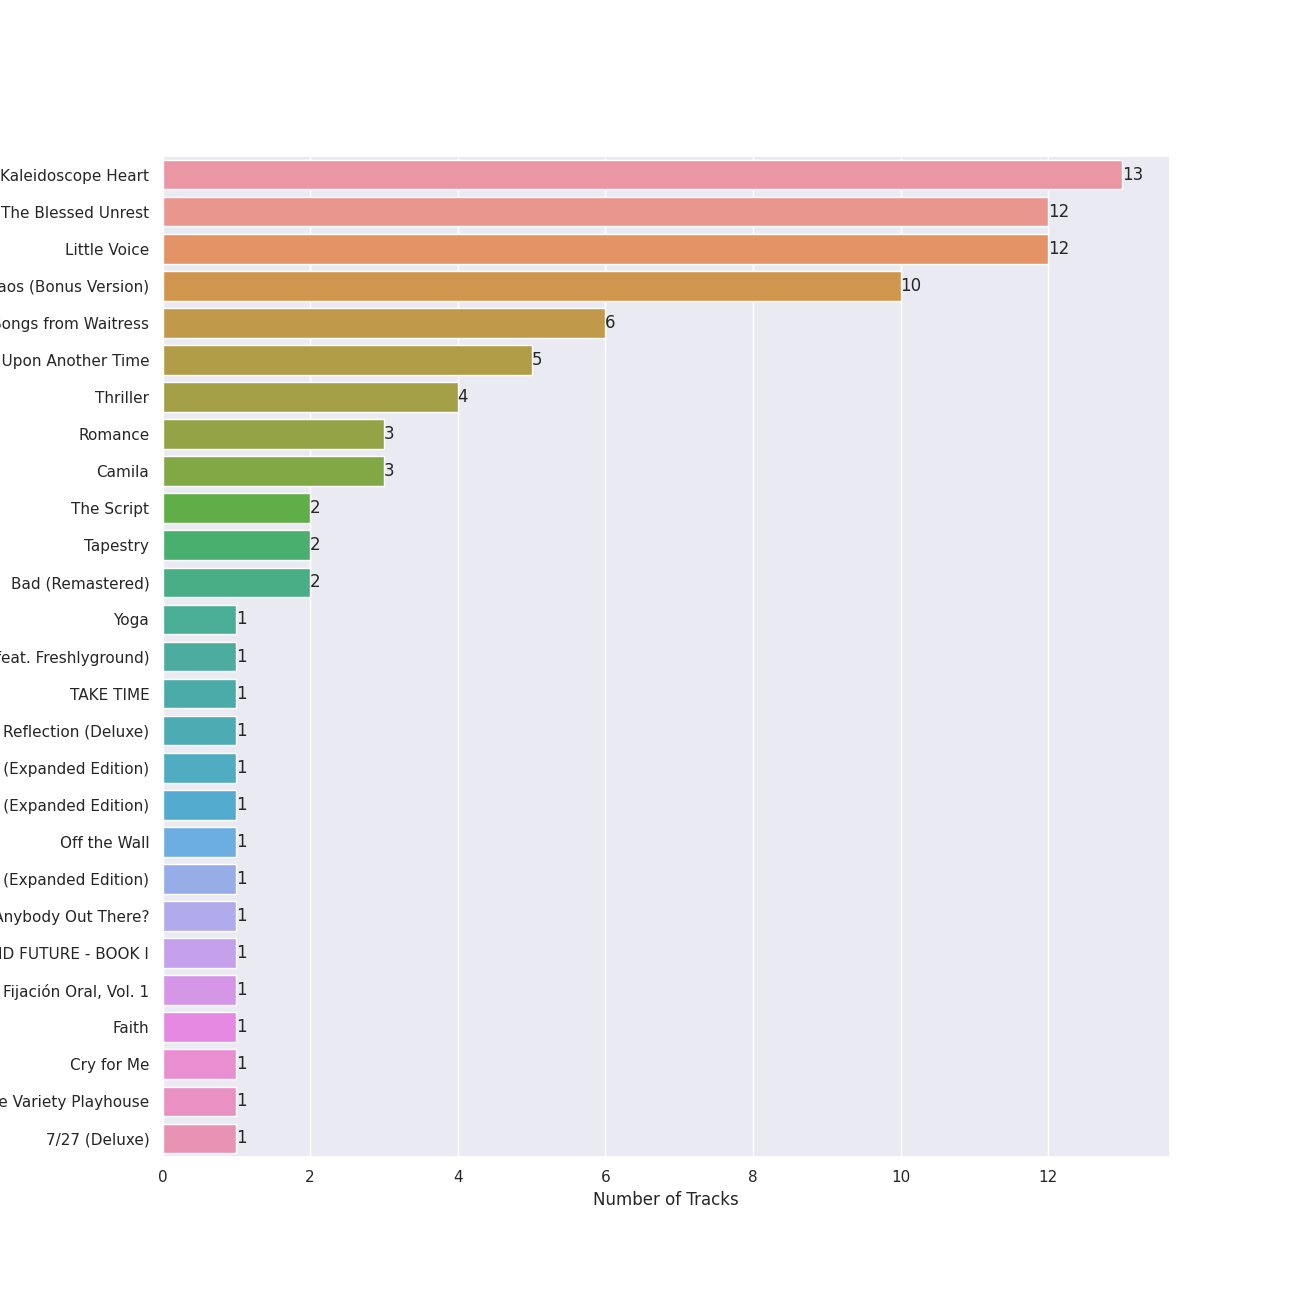 Kaleidoscope Heart 13
The Blessed Unrest 12
Little Voice 12
(Bonus Version) 10
from Waitress 6
Upon Another Time 5
Thriller 4
Romance 3
Camila 3
The Script 2
Tapestry 2
Bad (Remastered) 2
Yoga 1
feat. Freshlyground) 1
TAKE TIME 1
Reflection (Deluxe) 1
(Expanded Edition) 1
(Expanded Edition) 1
Off the Wall 1
(Expanded Edition) 1
Anybody Out There? 1
FUTURE - BOOK I 1
Fijación Oral, Vol. 1 1
Faith 1
Cry for Me 1
Variety Playhouse 1
7/27 (Deluxe) 1
0 2 4 6 8 10 12
Number of Tracks